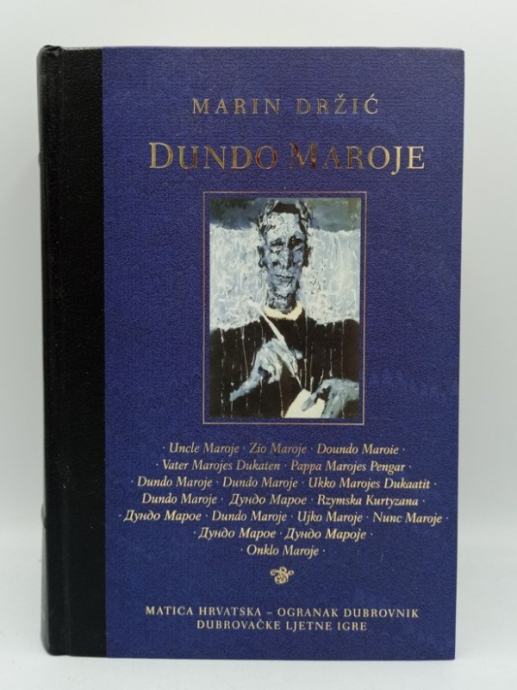 MARIN DRŽIĆ
DUNDO MAROJE
· Uncle Maroje · Zio Maroje · Doundo Maroie ·
· Vater Marojes Dukaten · Pappa Marojes Pengar ·
· Dundo Maroje · Dundo Maroje · Ukko Marojes Dukaatit ·
· Dundo Maroje · Дундо Марое · Rzymska Kurtyzana ·
· Дундо Марое · Dundo Maroje · Ujko Maroje · Nunc Maroje ·
· Дундо Марое · Дундо Мароје ·
· Onklo Maroje ·
MATICA HRVATSKA – OGRANAK DUBROVNIK
DUBROVAČKE LJETNE IGRE